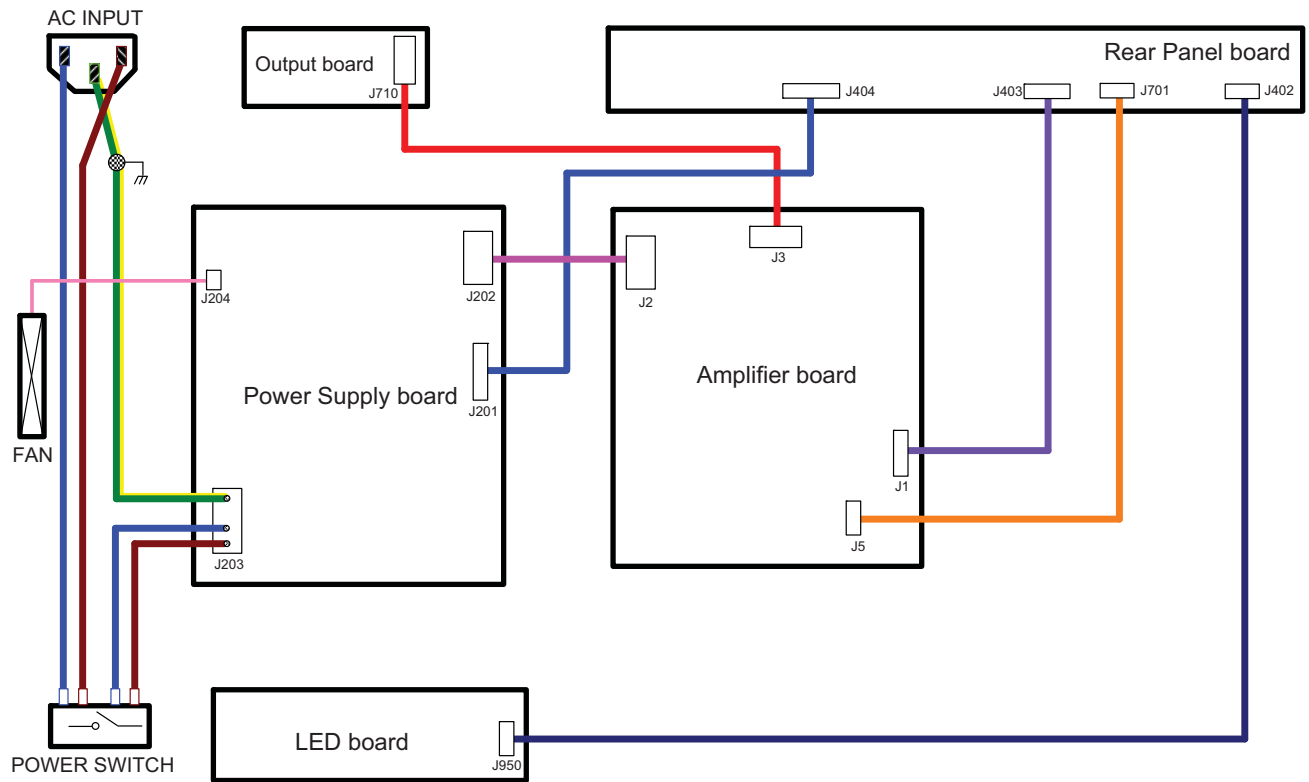 AC INPUT
Output board
J710
Rear Panel board
J404
J403
J701
J402
J204
J202
J2
J3
Power Supply board
J201
Amplifier board
FAN
J1
J5
J203
LED board
J950
POWER SWITCH